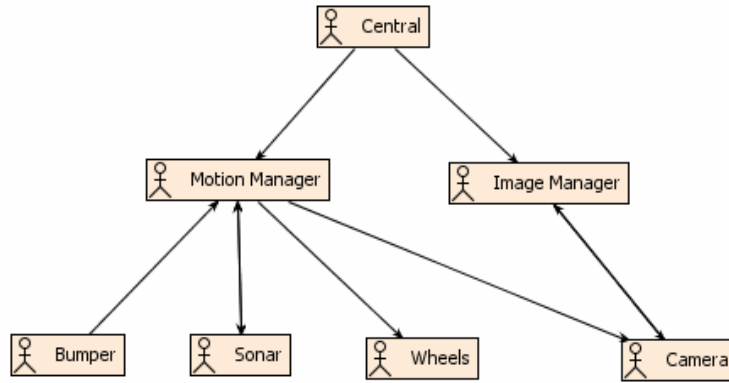 Central
Motion Manager
Image Manager
Bumper
Sonar
Wheels
Camera